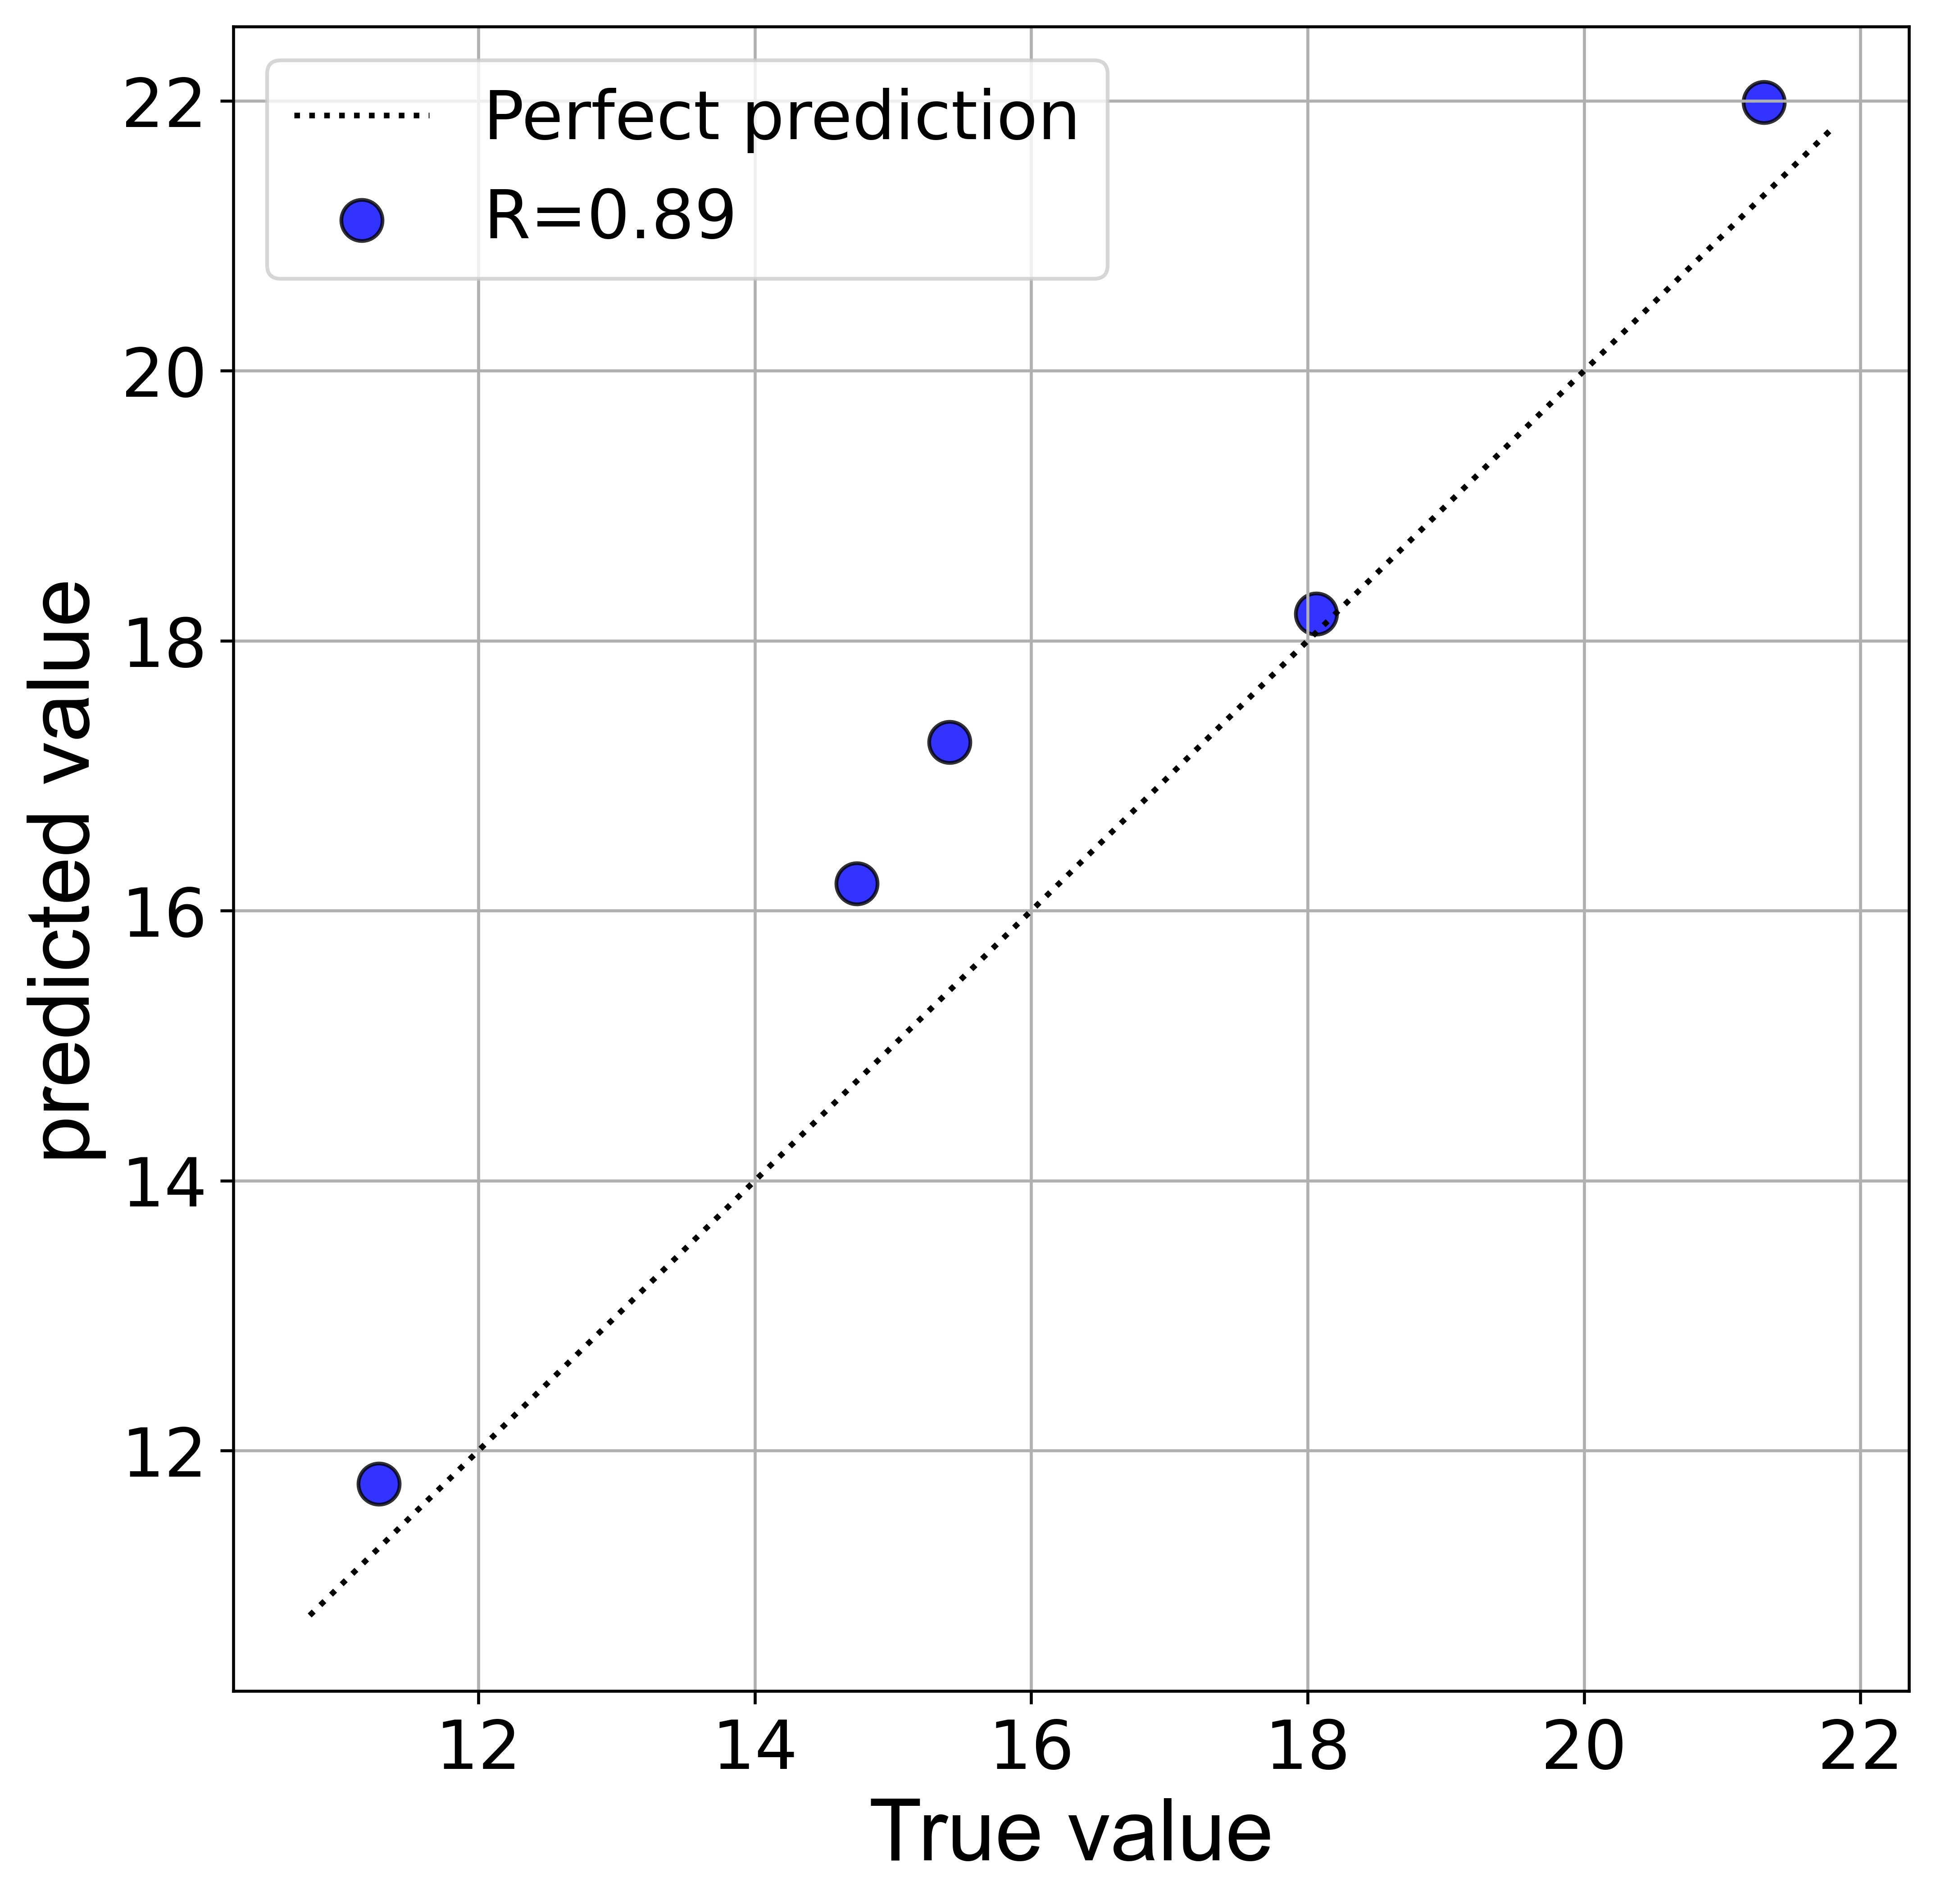 Perfect prediction
R=0.89
22
20
18
16
14
12
predicted value
12 14 16 18 20 22
True value